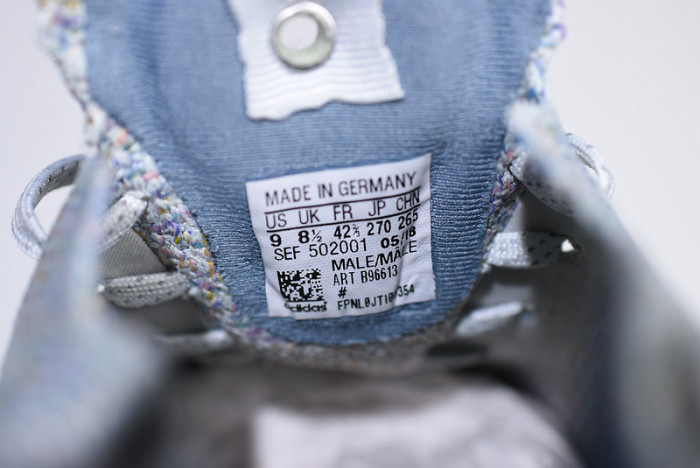 MADE IN GERMANY
US UK FR JP CHN
9 8½ 42⅔ 270 265
SEF 502001 05/18
MALE/MÂLE
ART B96613
#
adidas